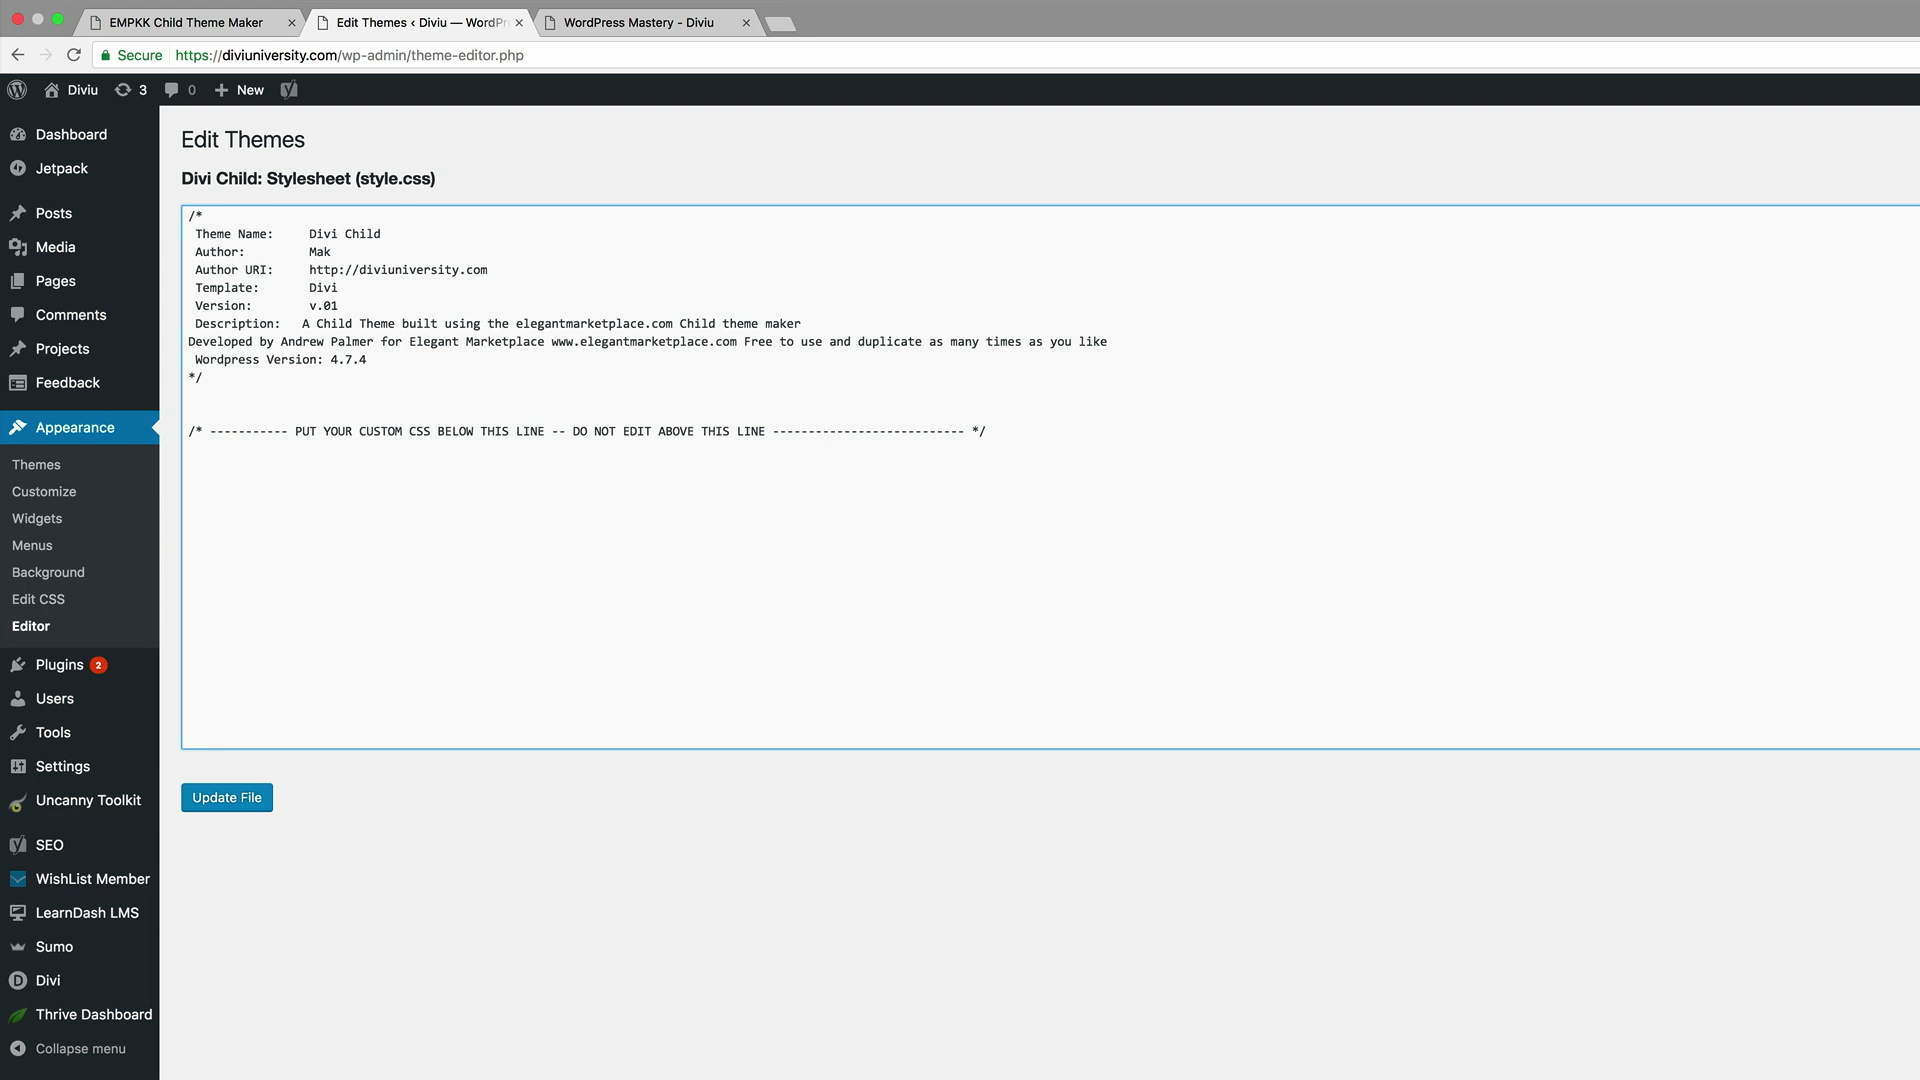 EMPKK Child Theme Maker
Edit Themes ‹ Diviu — WordPr
WordPress Mastery - Diviu
Secure https://diviuniversity.com/wp-admin/theme-editor.php
Diviu 3 0 New
Dashboard
Jetpack
Posts
Media
Pages
Comments
Projects
Feedback
Appearance
Themes
Customize
Widgets
Menus
Background
Edit CSS
Editor
Plugins 2
Users
Tools
Settings
Uncanny Toolkit
SEO
WishList Member
LearnDash LMS
Sumo
Divi
Thrive Dashboard
Collapse menu
Edit Themes
Divi Child: Stylesheet (style.css)
/*
Theme Name: Divi Child
Author: Mak
Author URI: http://diviuniversity.com
Template: Divi
Version: v.01
Description: A Child Theme built using the elegantmarketplace.com Child theme maker
Developed by Andrew Palmer for Elegant Marketplace www.elegantmarketplace.com Free to use and duplicate as many times as you like
Wordpress Version: 4.7.4
*/
/* ----------- PUT YOUR CUSTOM CSS BELOW THIS LINE -- DO NOT EDIT ABOVE THIS LINE --------------------------- */
Update File